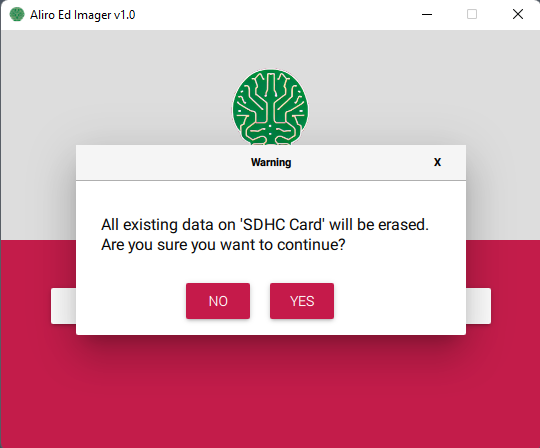 Aliro Ed Imager v1.0
Warning
X
All existing data on 'SDHC Card' will be erased.
Are you sure you want to continue?
NO
YES